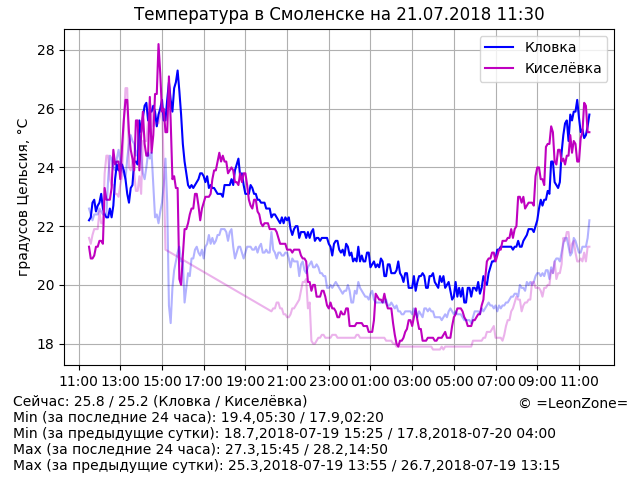 Температура в Смоленске на 21.07.2018 11:30
Кловка
Киселёвка
градусов Цельсия, °C
28
26
24
22
20
18
11:00 13:00 15:00 17:00 19:00 21:00 23:00 01:00 03:00 05:00 07:00 09:00 11:00
Сейчас: 25.8 / 25.2 (Кловка / Киселёвка)
© =LeonZone=
Min (за последние 24 часа): 19.4,05:30 / 17.9,02:20
Min (за предыдущие сутки): 18.7,2018-07-19 15:25 / 17.8,2018-07-20 04:00
Max (за последние 24 часа): 27.3,15:45 / 28.2,14:50
Max (за предыдущие сутки): 25.3,2018-07-19 13:55 / 26.7,2018-07-19 13:15